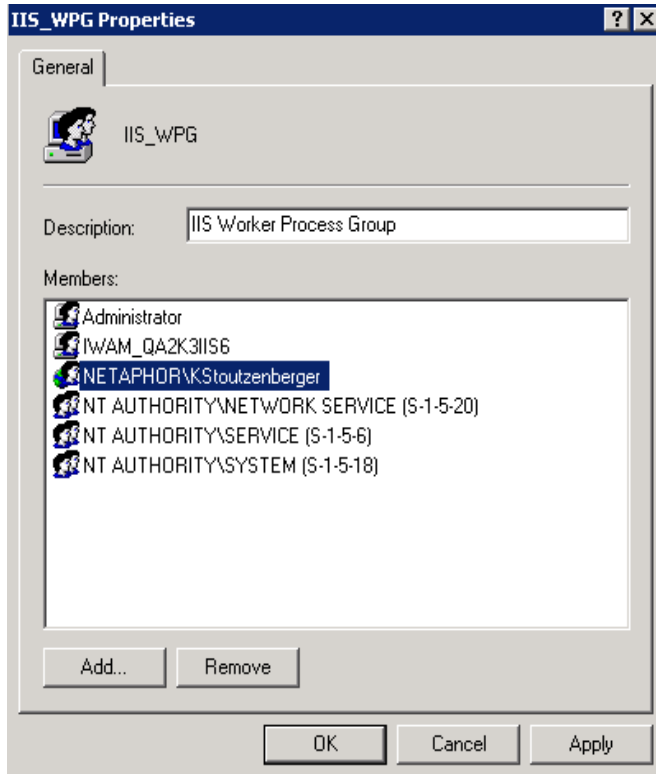 IIS_WPG Properties
General
IIS_WPG
Description: IIS Worker Process Group
Members:
Administrator
IWAM_QA2K3IIS6
NETAPHOR\KStoutzenberger
NT AUTHORITY\NETWORK SERVICE (S-1-5-20)
NT AUTHORITY\SERVICE (S-1-5-6)
NT AUTHORITY\SYSTEM (S-1-5-18)
Add... Remove
OK Cancel Apply